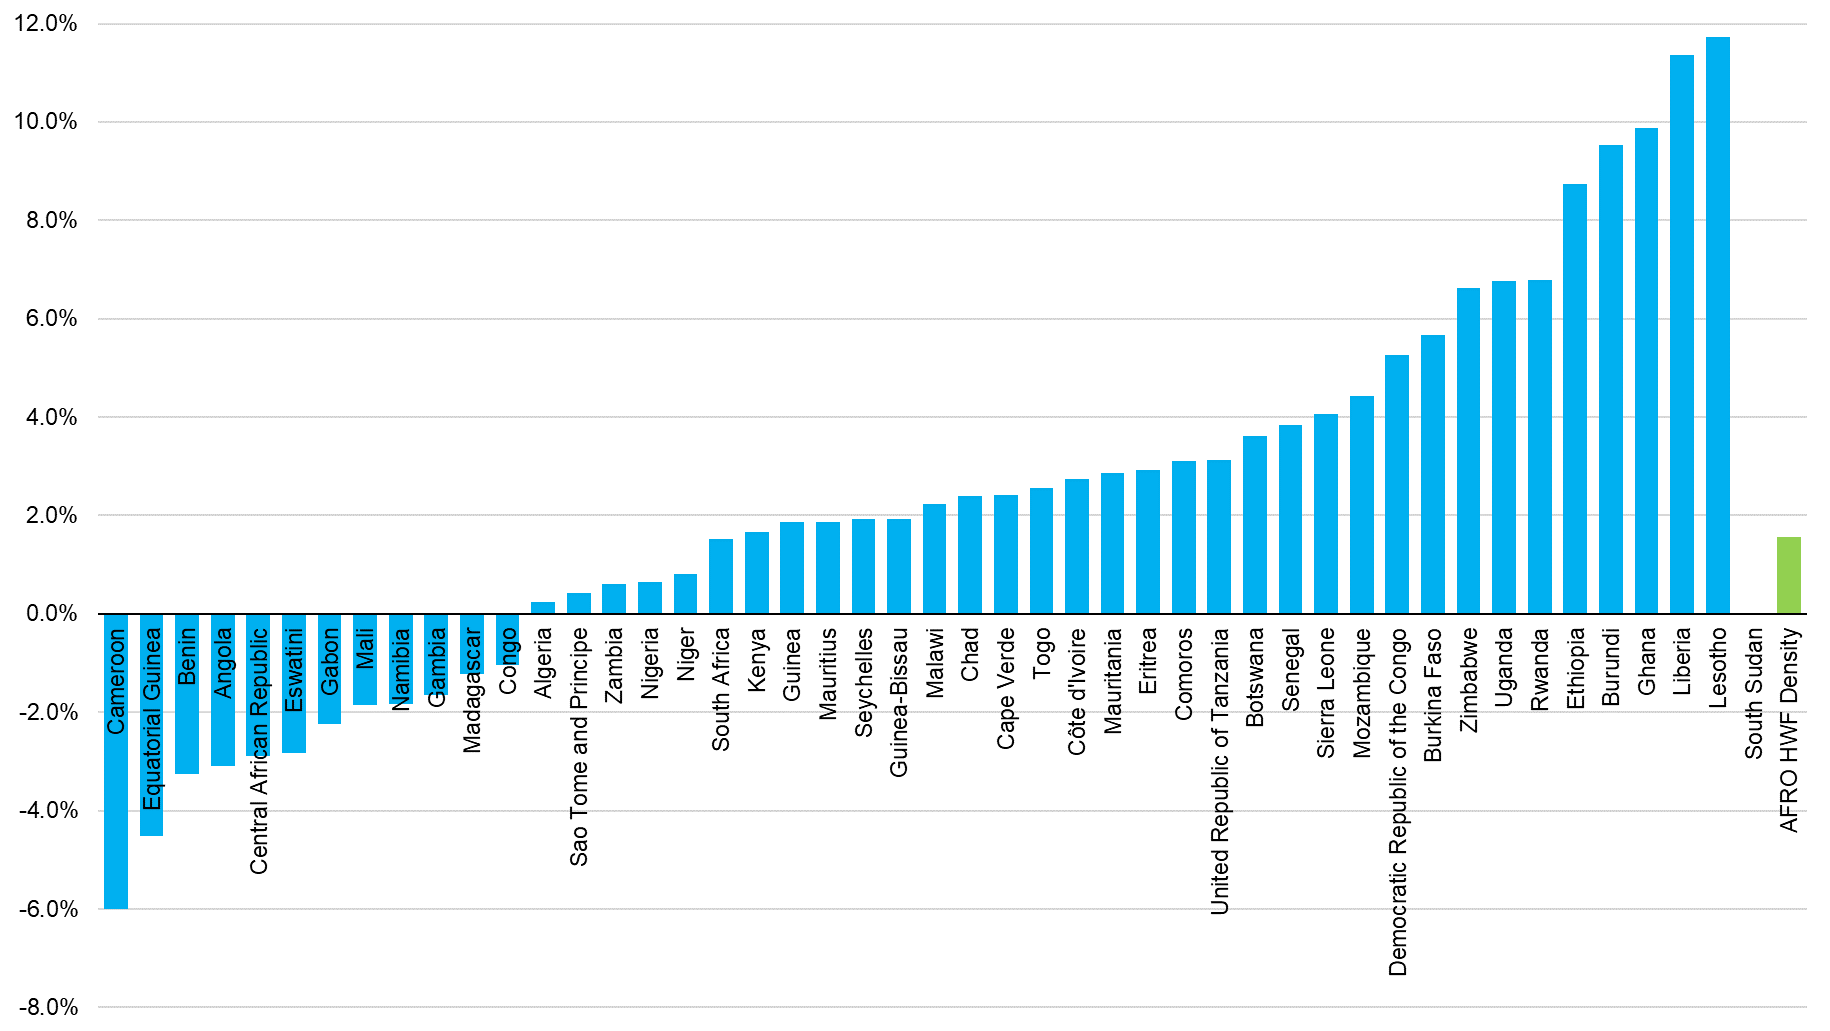 12.0%
10.0%
8.0%
6.0%
4.0%
2.0%
0.0%
-2.0%
-4.0%
-6.0%
-8.0%
Cameroon
Equatorial Guinea
Benin
Angola
Central African Republic
Eswatini
Gabon
Mali
Namibia
Gambia
Madagascar
Congo
Algeria
Sao Tome and Principe
Zambia
Nigeria
Niger
South Africa
Kenya
Guinea
Mauritius
Seychelles
Guinea-Bissau
Malawi
Chad
Cape Verde
Togo
Côte d'Ivoire
Mauritania
Eritrea
Comoros
United Republic of Tanzania
Botswana
Senegal
Sierra Leone
Mozambique
Democratic Republic of the Congo
Burkina Faso
Zimbabwe
Uganda
Rwanda
Ethiopia
Burundi
Ghana
Liberia
Lesotho
South Sudan
AFRO HWF Density